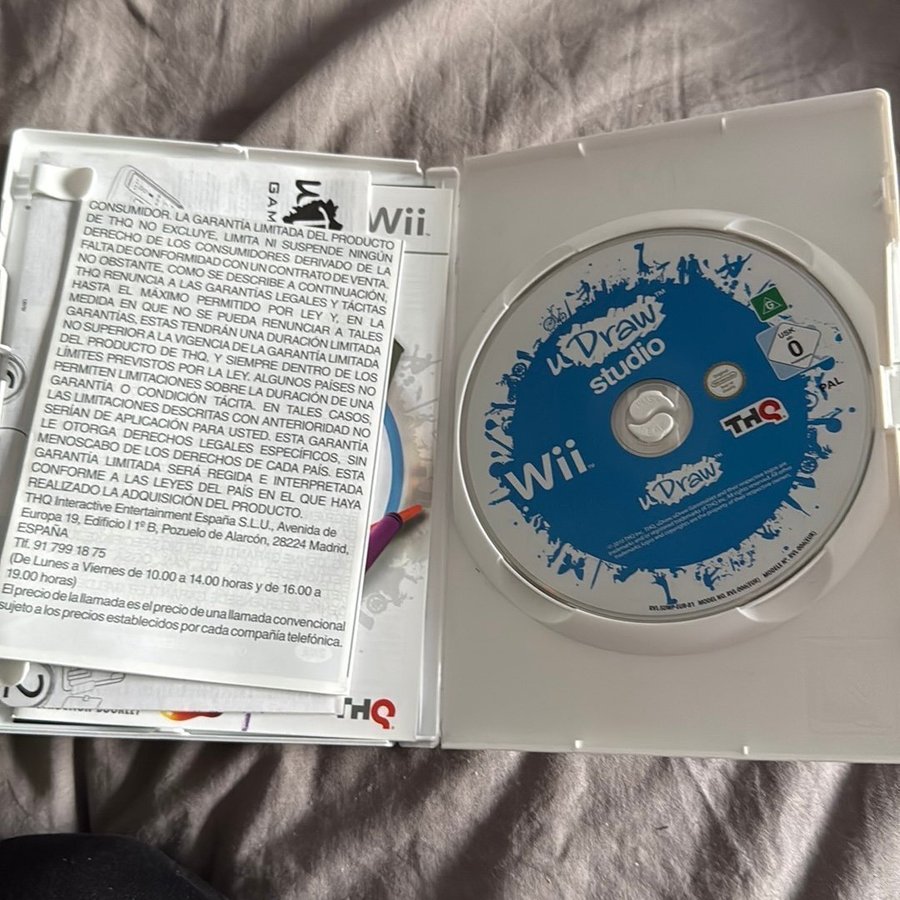 GAM
Wii
CONSUMIDOR. LA GARANTÍA LIMITADA DEL PRODUCTO
DE THQ NO EXCLUYE, LIMITA NI SUSPENDE NINGÚN
DERECHO DE LOS CONSUMIDORES DERIVADO DE LA
FALTA DE CONFORMIDAD CON UN CONTRATO DE VENTA.
NO OBSTANTE, COMO SE DESCRIBE A CONTINUACIÓN,
THQ RENUNCIA A LAS GARANTÍAS LEGALES Y TÁCITAS
HASTA EL MÁXIMO PERMITIDO POR LEY Y, EN LA
MEDIDA EN QUE NO SE PUEDA RENUNCIAR A TALES
GARANTÍAS, ESTAS TENDRÁN UNA DURACIÓN LIMITADA
NO SUPERIOR A LA VIGENCIA DE LA GARANTÍA LIMITADA
DEL PRODUCTO DE THQ, Y SIEMPRE DENTRO DE LOS
LÍMITES PREVISTOS POR LA LEY. ALGUNOS PAÍSES NO
PERMITEN LIMITACIONES SOBRE LA DURACIÓN DE UNA
GARANTÍA O CONDICIÓN TÁCITA. EN TALES CASOS
LAS LIMITACIONES DESCRITAS CON ANTERIORIDAD NO
SERÍAN DE APLICACIÓN PARA USTED. ESTA GARANTÍA
LE OTORGA DERECHOS LEGALES ESPECÍFICOS, SIN
MENOSCABO DE LOS DERECHOS DE CADA PAÍS. ESTA
GARANTÍA LIMITADA SERÁ REGIDA E INTERPRETADA
CONFORME A LAS LEYES DEL PAÍS EN EL QUE HAYA
REALIZADO LA ADQUISICIÓN DEL PRODUCTO.
THQ Interactive Entertainment España S.L.U., Avenida de
Europa 19, Edificio I 1º B, Pozuelo de Alarcón, 28224 Madrid,
ESPAÑA
Tlf. 91 799 18 75
(De Lunes a Viernes de 10.00 a 14.00 horas y de 16.00 a
19.00 horas)
El precio de la llamada es el precio de una llamada convencional
sujeto a los precios establecidos por cada compañía telefónica.
THQ
uDraw™
studio
G
USK
0
PAL
THQ
Wii™
uDraw™